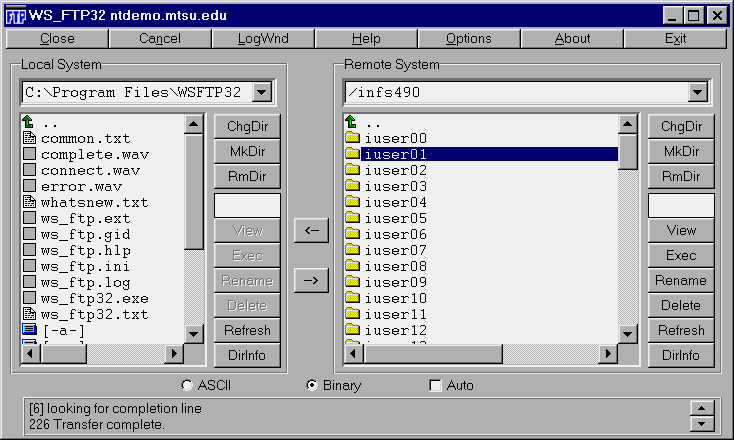 FTP WS_FTP32 ntdemo.mtsu.edu
Close Cancel LogWnd Help Options About Exit
Local System
C:\Program Files\WSFTP32
..
common.txt
complete.wav
connect.wav
error.wav
whatsnew.txt
ws_ftp.ext
ws_ftp.gid
ws_ftp.hlp
ws_ftp.ini
ws_ftp.log
ws_ftp32.exe
ws_ftp32.txt
[-a-]
ChgDir
MkDir
RmDir
View
Exec
Rename
Delete
Refresh
DirInfo
<-
->
Remote System
/infs490
..
iuser00
iuser01
iuser02
iuser03
iuser04
iuser05
iuser06
iuser07
iuser08
iuser09
iuser10
iuser11
iuser12
ChgDir
MkDir
RmDir
View
Exec
Rename
Delete
Refresh
DirInfo
ASCII Binary Auto
[6] looking for completion line
226 Transfer complete.